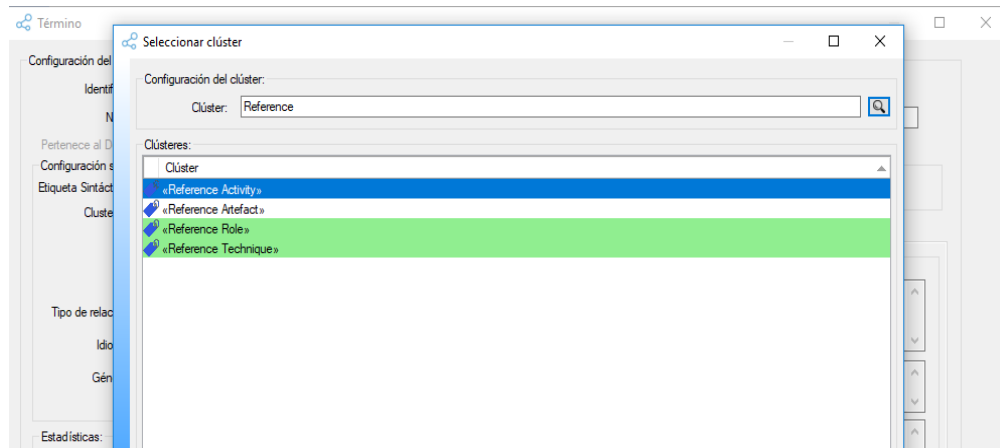 Término
Seleccionar clúster
Configuración del
Configuración del clúster:
Identif
Clúster: Reference
N
Pertenece al D
Clústeres:
Configuración s
Clúster
Etiqueta Sintáct
«Reference Activity»
Cluste
«Reference Artefact»
«Reference Role»
«Reference Technique»
Tipo de relac
Idio
Gén
Estadísticas: